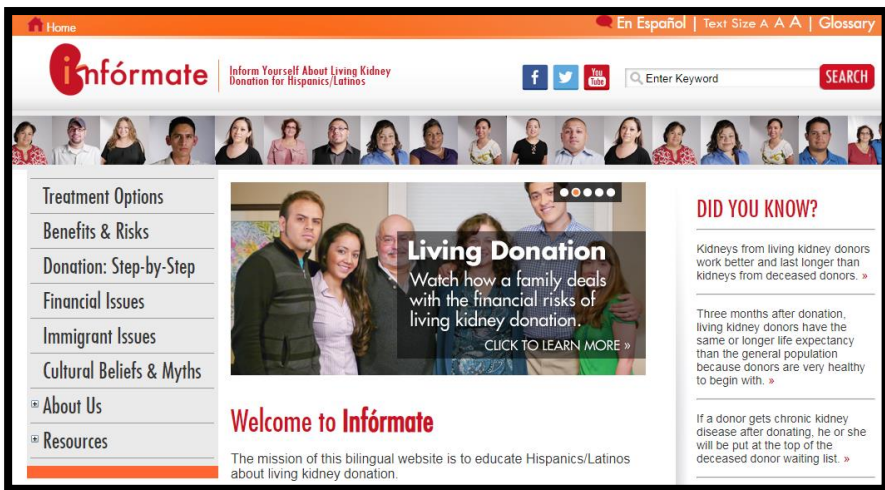 Home
En Español | Text Size A A A | Glossary
infórmate
Inform Yourself About Living Kidney
Donation for Hispanics/Latinos
f
You
Tube
Enter Keyword
SEARCH
Treatment Options
Benefits & Risks
Donation: Step-by-Step
Financial Issues
Immigrant Issues
Cultural Beliefs & Myths
About Us
Resources
Living Donation
Watch how a family deals
with the financial risks of
living kidney donation.
CLICK TO LEARN MORE »
Welcome to Infórmate
The mission of this bilingual website is to educate Hispanics/Latinos
about living kidney donation.
DID YOU KNOW?
Kidneys from living kidney donors
work better and last longer than
kidneys from deceased donors. »
Three months after donation,
living kidney donors have the
same or longer life expectancy
than the general population
because donors are very healthy
to begin with. »
If a donor gets chronic kidney
disease after donating, he or she
will be put at the top of the
deceased donor waiting list. »